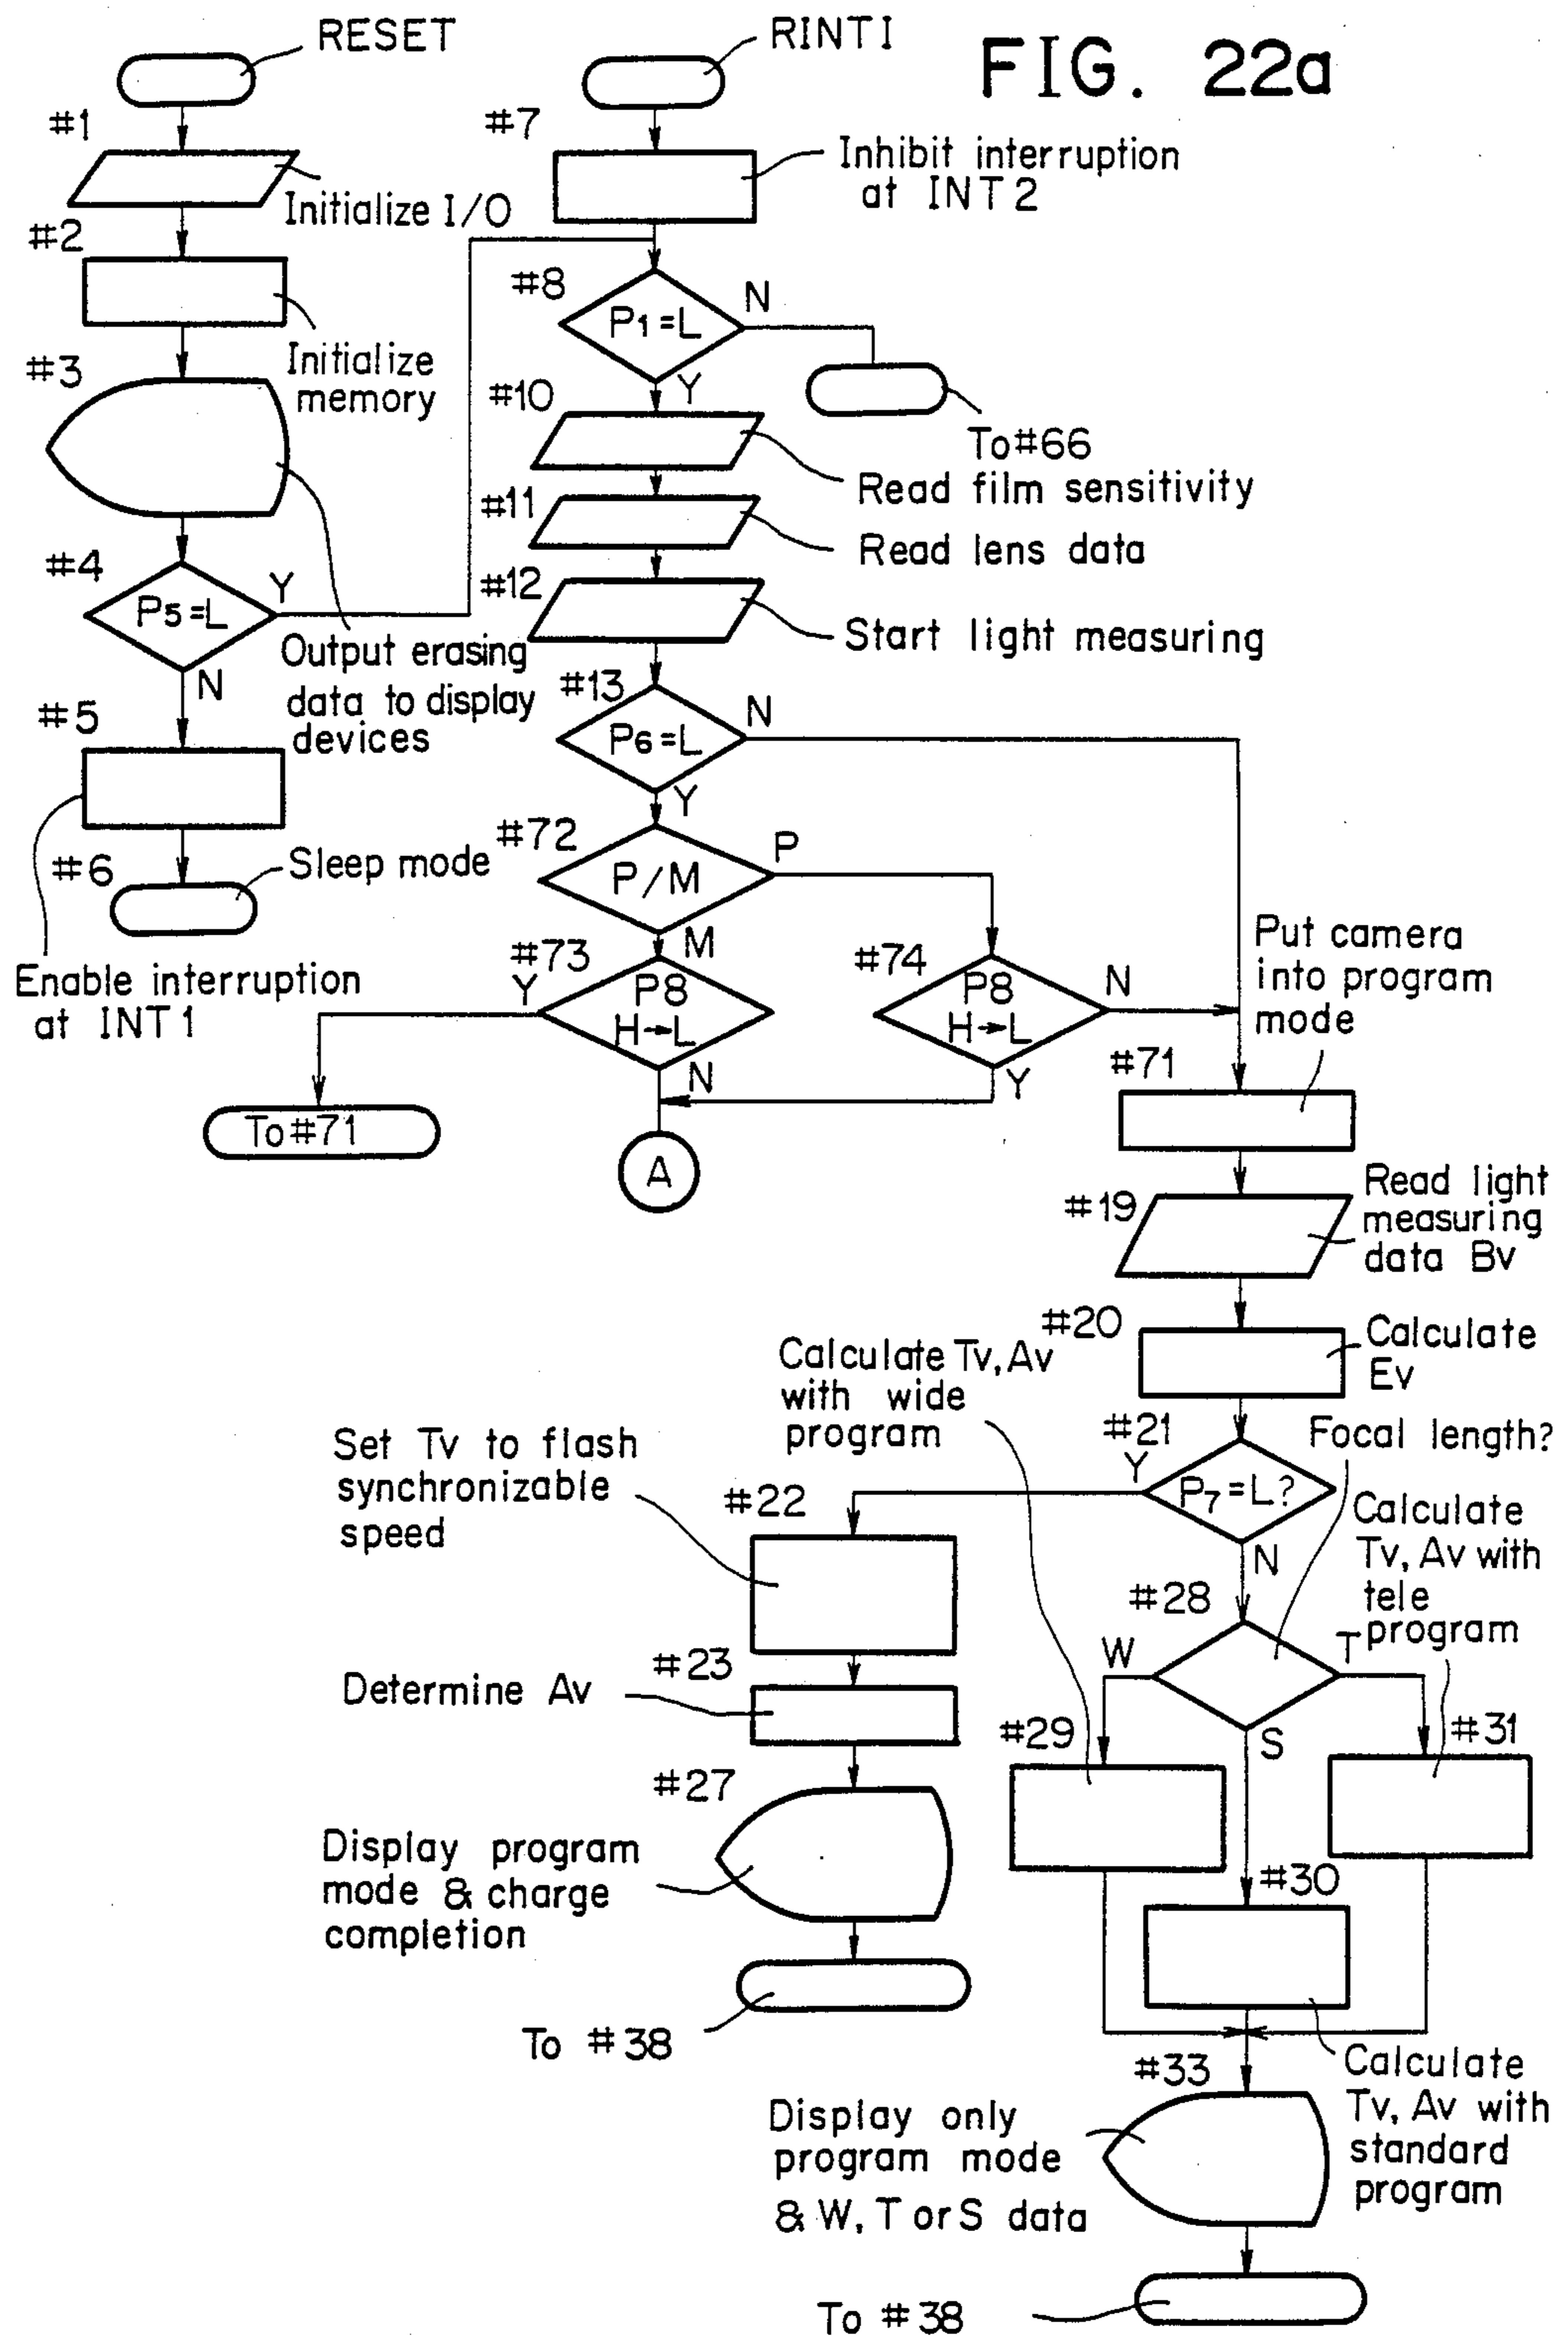 FIG. 22a
RESET
#1
Initialize I/O
#2
Initialize
memory
#3
Output erasing
data to display
devices
#4
P5=L
Y
N
#5
Enable interruption
at INT1
#6
Sleep mode
RINT1
#7
Inhibit interruption
at INT2
#8
P1=L
N
Y
To#66
#10
Read film sensitivity
#11
Read lens data
#12
Start light measuring
#13
P6=L
N
Y
#72
P/M
P
M
#73
Y
P8
H→L
N
To#71
#74
P8
H→L
N
Y
A
Put camera
into program
mode
#71
#19
Read light
measuring
data Bv
#20
Calculate
Ev
#21
Y
P7=L?
N
Set Tv to flash
synchronizable
speed
#22
#23
Determine Av
#27
Display program
mode & charge
completion
To #38
Focal length?
#28
W
S
T
Calculate Tv, Av
with wide
program
#29
Calculate
Tv, Av with
tele
program
#31
#30
Calculate
Tv, Av with
standard
program
#33
Display only
program mode
& W, T or S data
To #38